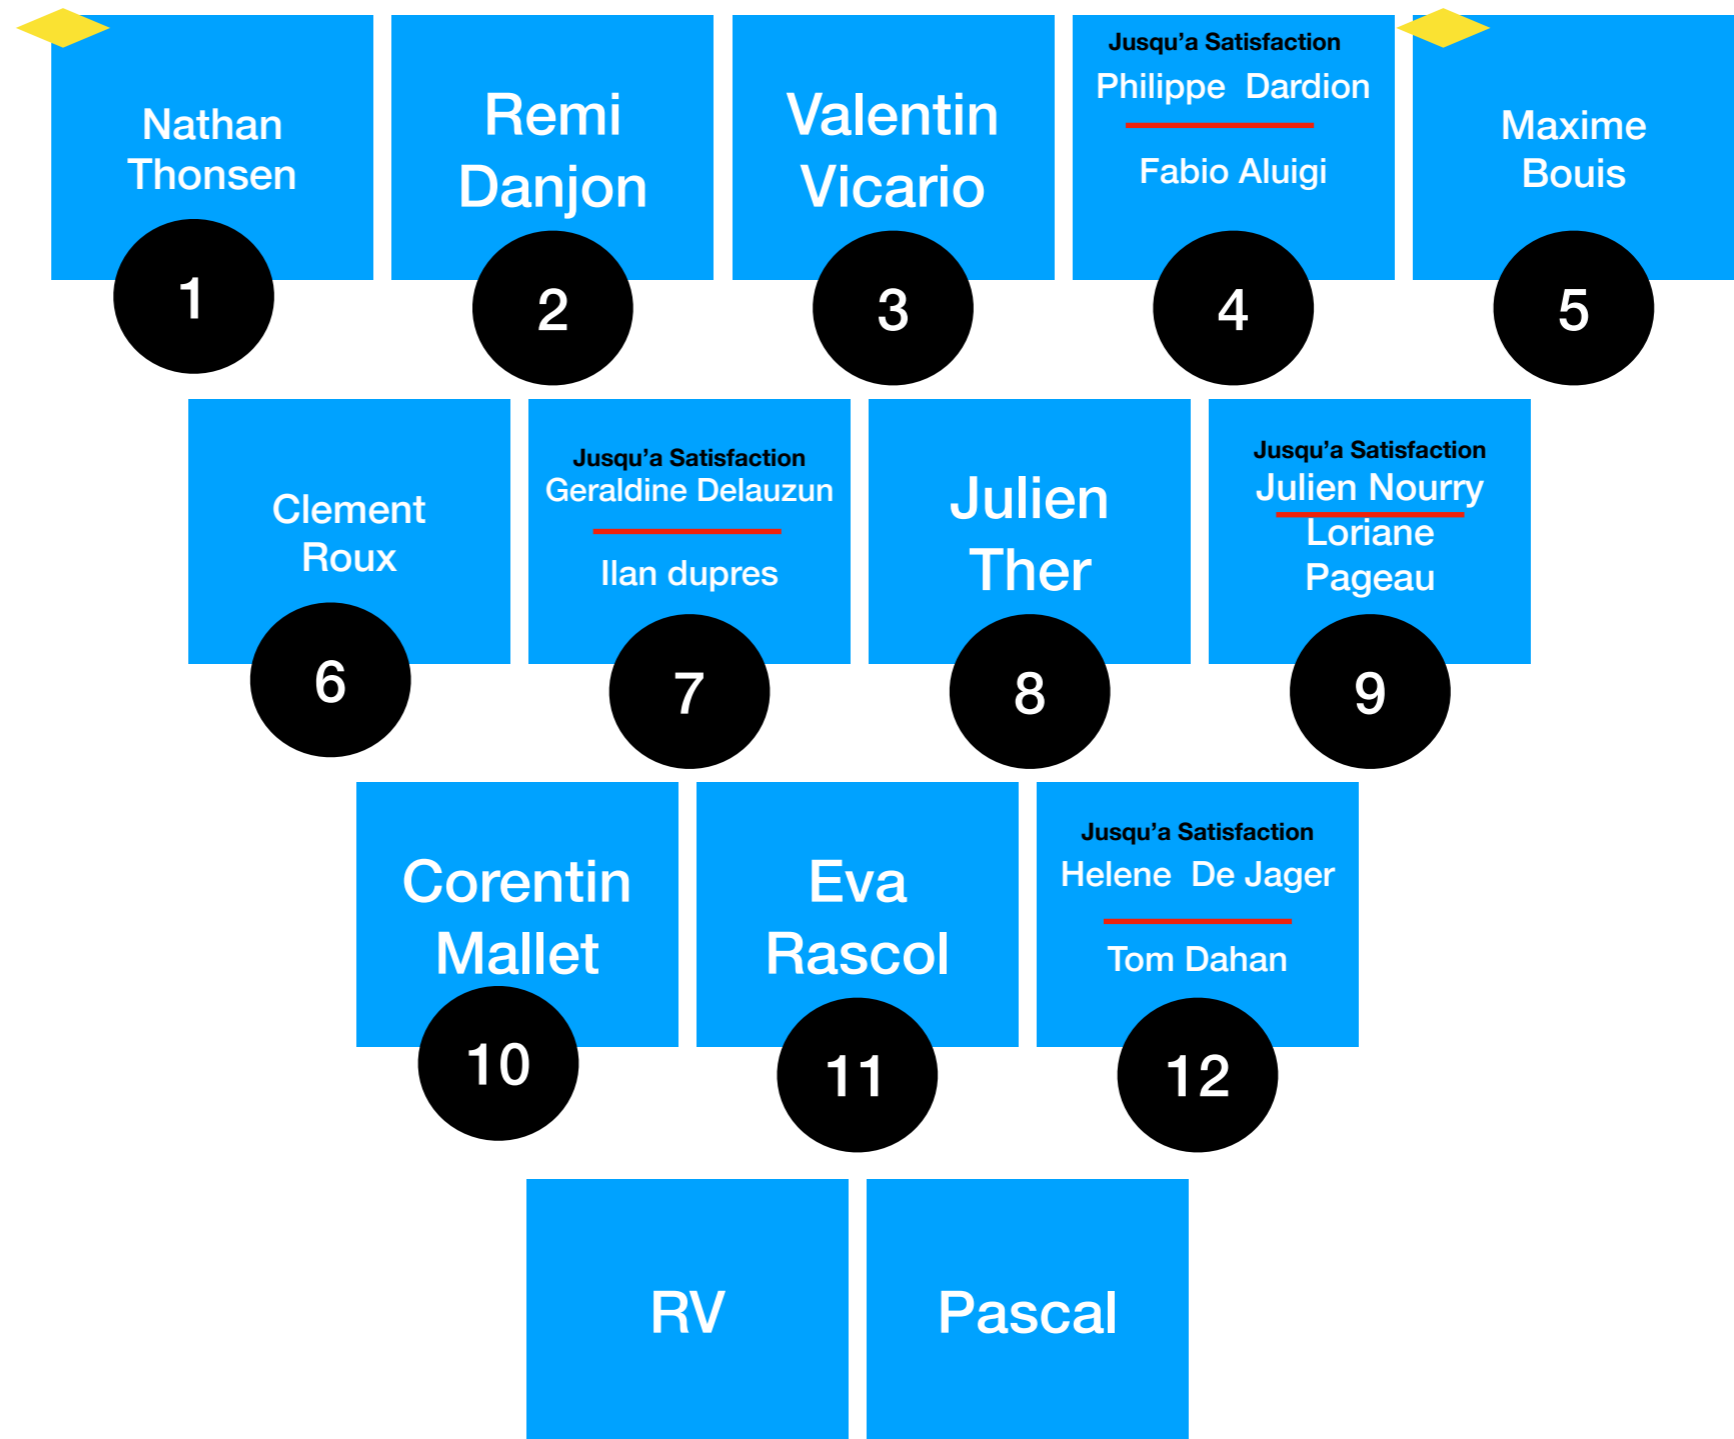 Nathan
Thonsen
1
Remi
Danjon
2
Valentin
Vicario
3
Jusqu’a Satisfaction
Philippe Dardion
Fabio Aluigi
4
Maxime
Bouis
5
Clement
Roux
6
Jusqu’a Satisfaction
Geraldine Delauzun
Ilan dupres
7
Julien
Ther
8
Jusqu’a Satisfaction
Julien Nourry
Loriane
Pageau
9
Corentin
Mallet
10
Eva
Rascol
11
Jusqu’a Satisfaction
Helene De Jager
Tom Dahan
12
RV
Pascal